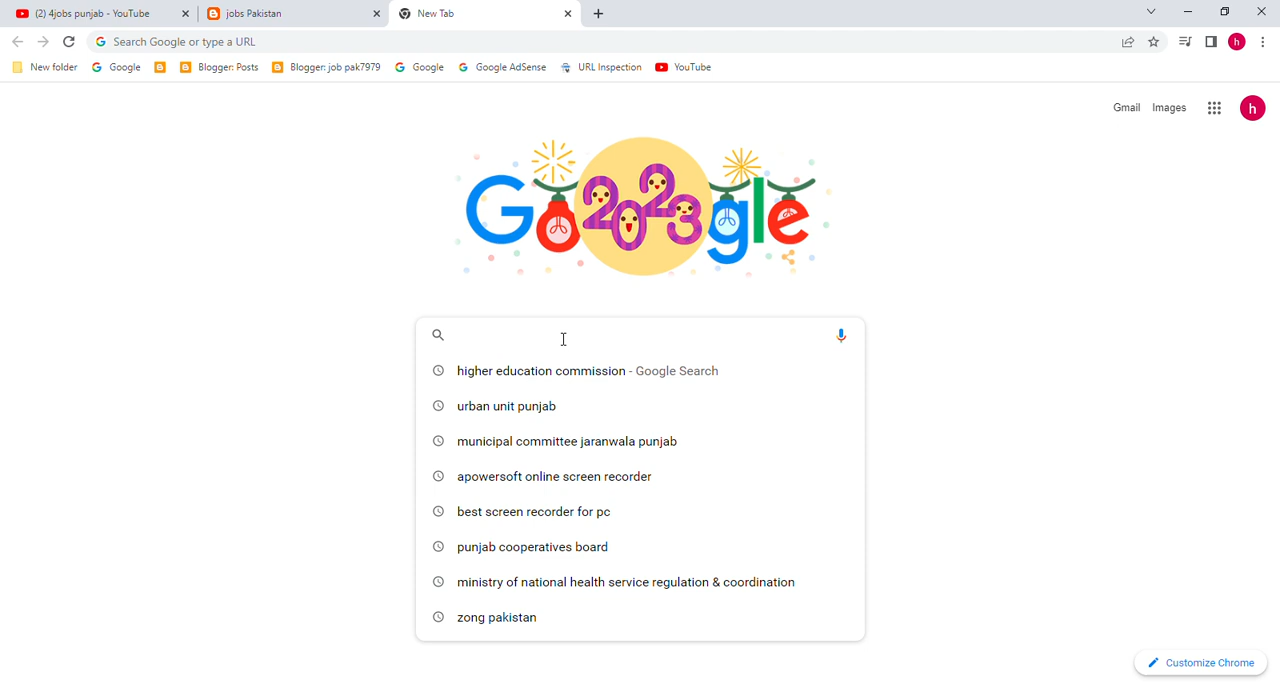 (2) 4jobs punjab - YouTube
jobs Pakistan
New Tab
Search Google or type a URL
h
New folder
Google
Blogger: Posts
Blogger: job pak7979
Google
Google AdSense
URL Inspection
YouTube
Gmail
Images
h
Go2023gle
higher education commission - Google Search
urban unit punjab
municipal committee jaranwala punjab
apowersoft online screen recorder
best screen recorder for pc
punjab cooperatives board
ministry of national health service regulation & coordination
zong pakistan
Customize Chrome